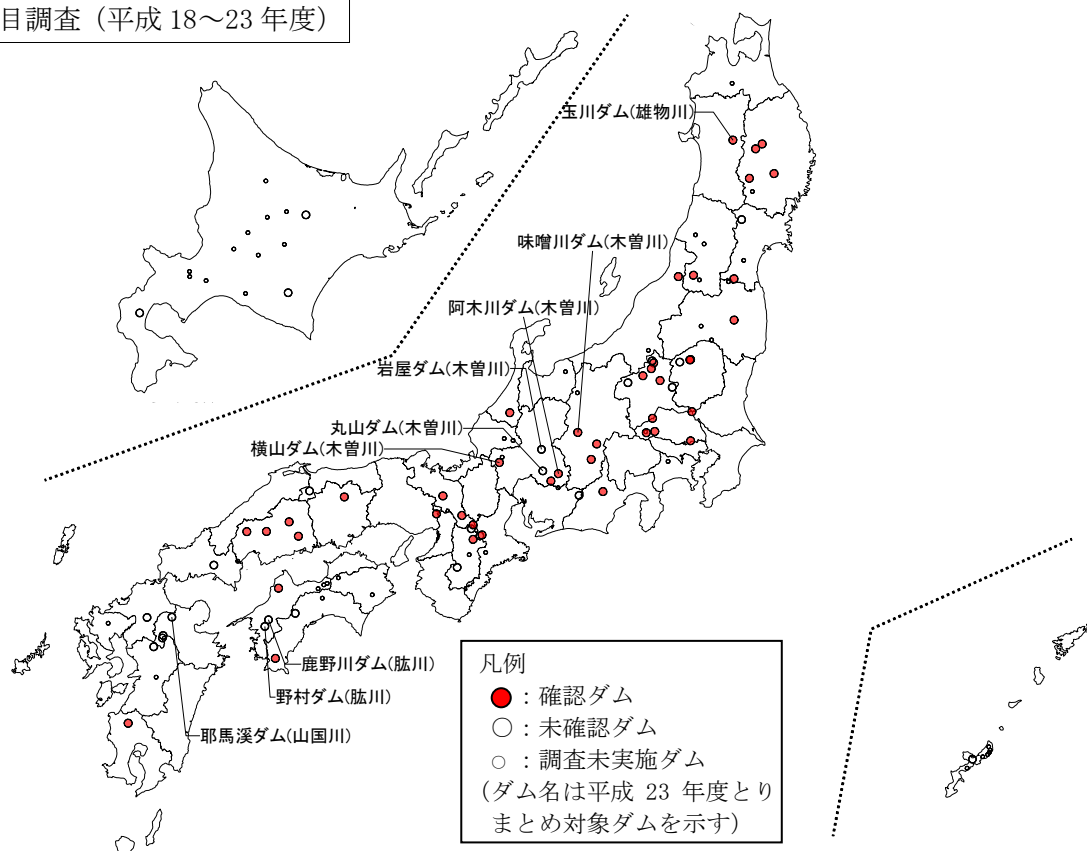 目調査（平成 18～23 年度）
玉川ダム(雄物川)
味噌川ダム(木曽川)
阿木川ダム(木曽川)
岩屋ダム(木曽川)
丸山ダム(木曽川)
横山ダム(木曽川)
鹿野川ダム(肱川)
野村ダム(肱川)
耶馬溪ダム(山国川)
凡例
：確認ダム
：未確認ダム
：調査未実施ダム
(ダム名は平成 23 年度とり
まとめ対象ダムを示す)